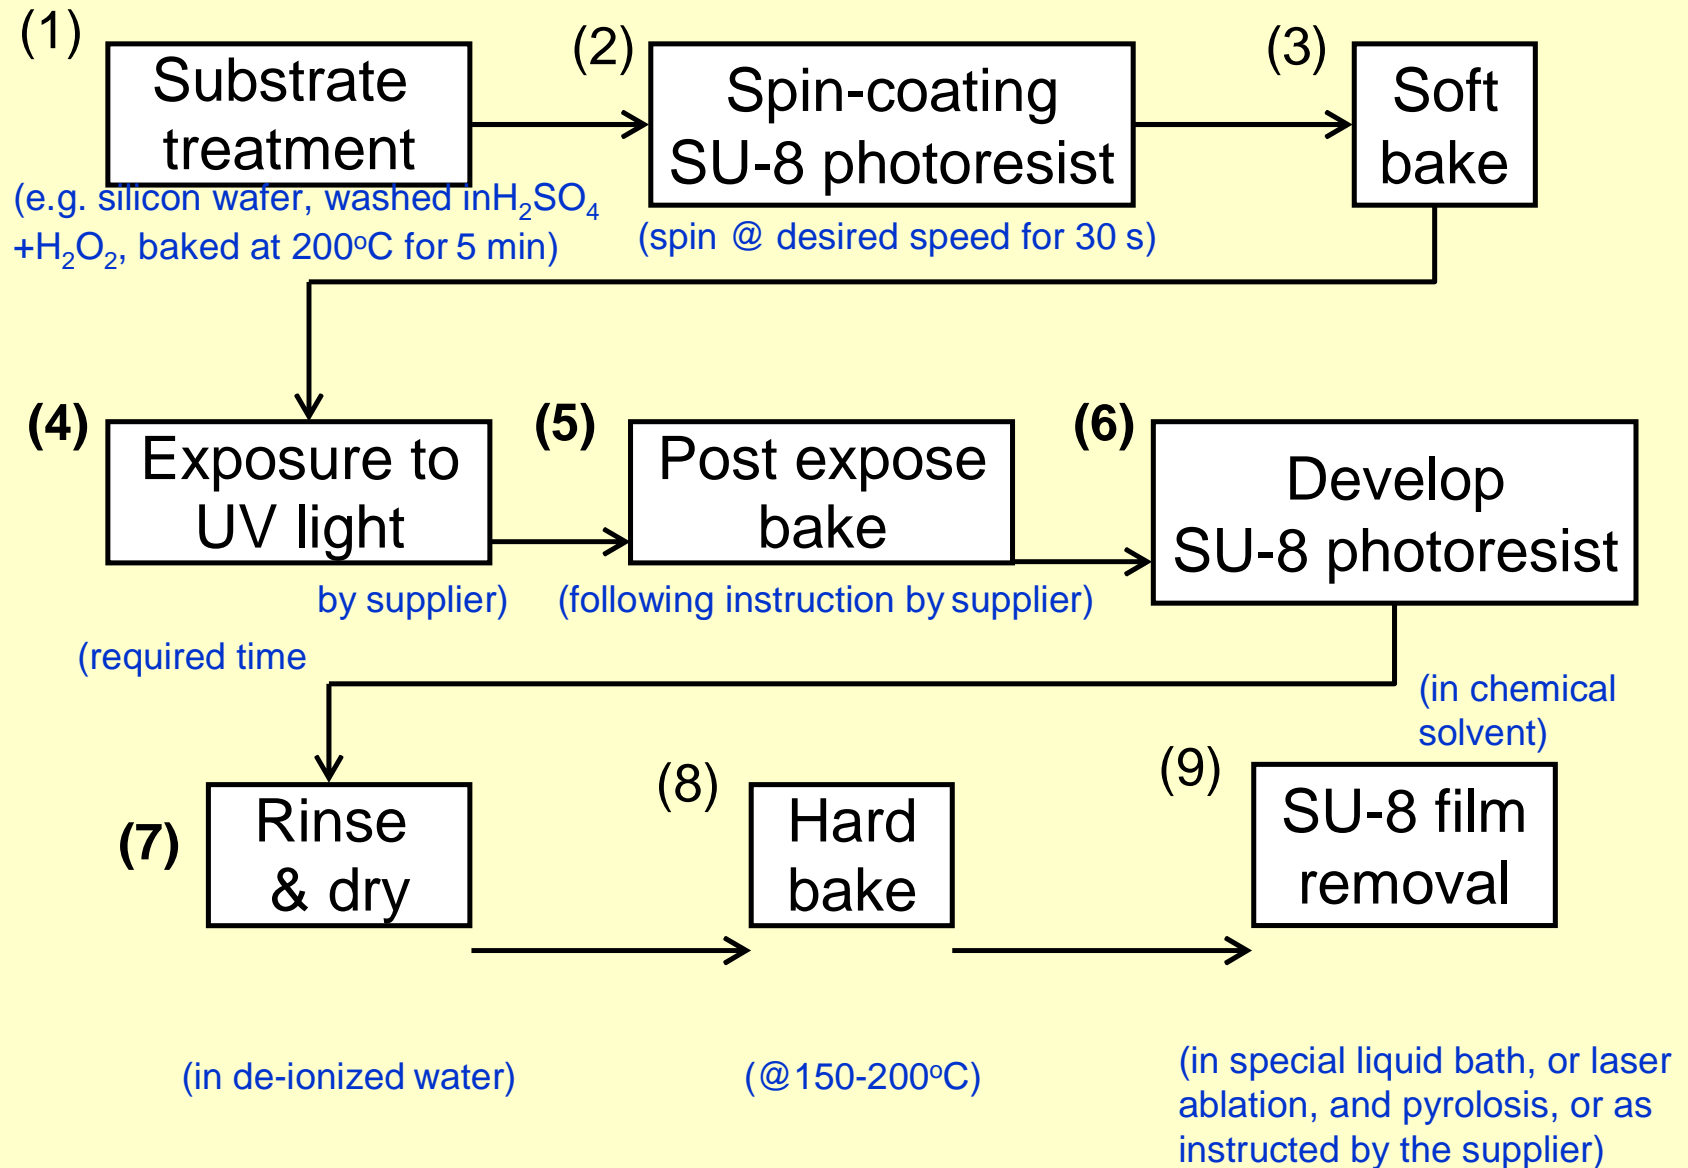 (1)
Substrate
treatment
(e.g. silicon wafer, washed inH₂SO₄
+H₂O₂, baked at 200ºC for 5 min)
(2)
Spin-coating
SU-8 photoresist
(spin @ desired speed for 30 s)
(3)
Soft
bake
(4)
Exposure to
UV light
by supplier)
(required time
(5)
Post expose
bake
(following instruction by supplier)
(6)
Develop
SU-8 photoresist
(in chemical
solvent)
(7)
Rinse
& dry
(in de-ionized water)
(8)
Hard
bake
(@150-200ºC)
(9)
SU-8 film
removal
(in special liquid bath, or laser
ablation, and pyrolosis, or as
instructed by the supplier)